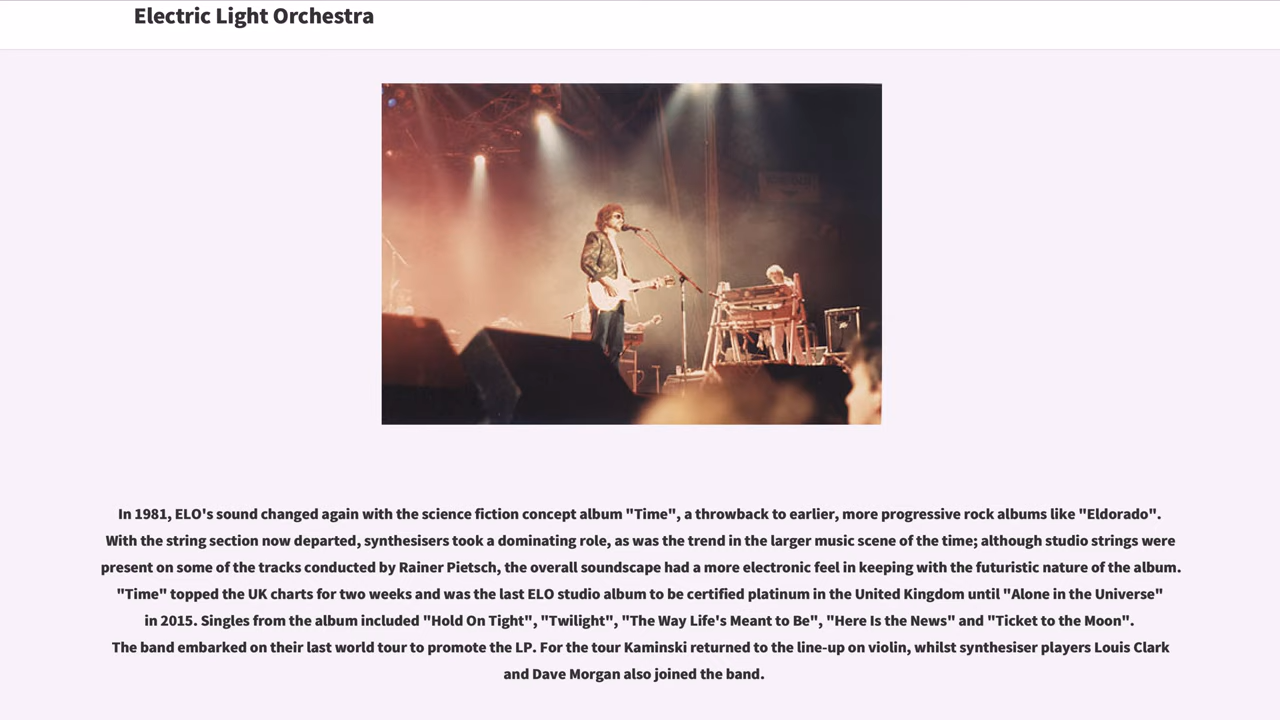 Electric Light Orchestra
In 1981, ELO's sound changed again with the science fiction concept album "Time", a throwback to earlier, more progressive rock albums like "Eldorado".
With the string section now departed, synthesisers took a dominating role, as was the trend in the larger music scene of the time; although studio strings were
present on some of the tracks conducted by Rainer Pietsch, the overall soundscape had a more electronic feel in keeping with the futuristic nature of the album.
"Time" topped the UK charts for two weeks and was the last ELO studio album to be certified platinum in the United Kingdom until "Alone in the Universe"
in 2015. Singles from the album included "Hold On Tight", "Twilight", "The Way Life's Meant to Be", "Here Is the News" and "Ticket to the Moon".
The band embarked on their last world tour to promote the LP. For the tour Kaminski returned to the line-up on violin, whilst synthesiser players Louis Clark
and Dave Morgan also joined the band.